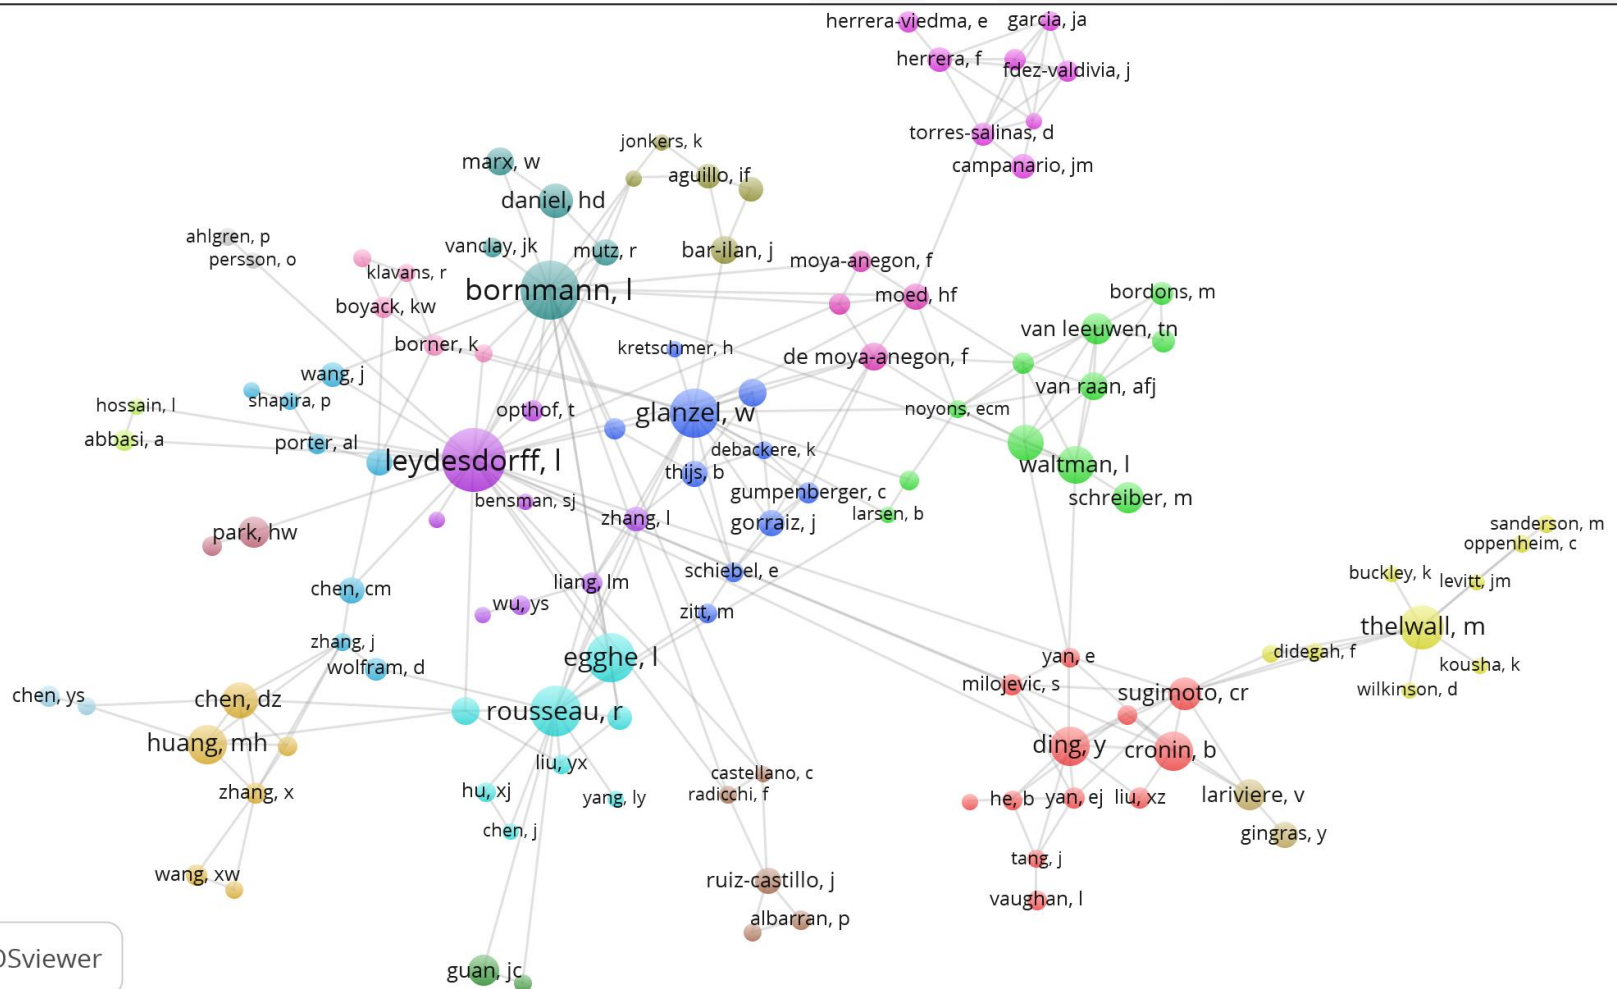 herrera-viedma, e
garcia, ja
herrera, f
fdez-valdivia, j
torres-salinas, d
campanario, jm
jonkers, k
marx, w
aguillo, if
daniel, hd
ahlgren, p
persson, o
vanclay, jk
mutz, r
bar-ilan, j
moya-anegon, f
klavans, r
bornmann, l
moed, hf
bordons, m
boyack, kw
van leeuwen, tn
borner, k
kretschmer, h
de moya-anegon, f
wang, j
van raan, afj
shapira, p
hossain, l
opthof, t
glanzel, w
noyons, ecm
abbasi, a
porter, al
debackere, k
leydesdorff, l
thijs, b
waltman, l
bensman, sj
gumpenberger, c
schreiber, m
zhang, l
gorraiz, j
larsen, b
park, hw
sanderson, m
oppenheim, c
schiebel, e
buckley, k
levitt, jm
chen, cm
liang, lm
wu, ys
zitt, m
thelwall, m
zhang, j
egghe, l
yan, e
didegah, f
wolfram, d
kousha, k
milojevic, s
wilkinson, d
chen, ys
chen, dz
sugimoto, cr
rousseau, r
huang, mh
ding, y
cronin, b
liu, yx
castellano, c
zhang, x
hu, xj
yang, ly
radicchi, f
he, b
yan, ej
liu, xz
lariviere, v
chen, j
gingras, y
tang, j
wang, xw
ruiz-castillo, j
vaughan, l
albarran, p
OSviewer
guan, jc